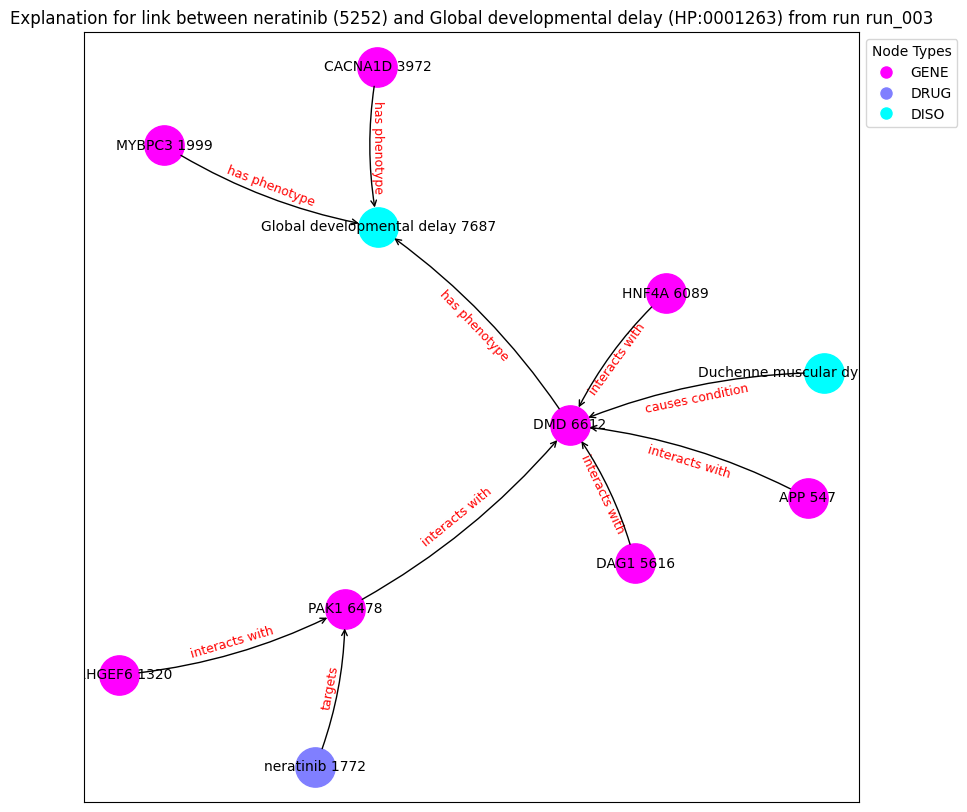 Explanation for link between neratinib (5252) and Global developmental delay (HP:0001263) from run run_003
Node Types
GENE
DRUG
DISO
CACNA1D 3972
has phenotype
MYBPC3 1999
has phenotype
Global developmental delay 7687
HNF4A 6089
has phenotype
interacts with
Duchenne muscular dy
causes condition
DMD 6612
interacts with
interacts with
APP 547
interacts with
DAG1 5616
PAK1 6478
interacts with
HGEF6 1320
targets
neratinib 1772